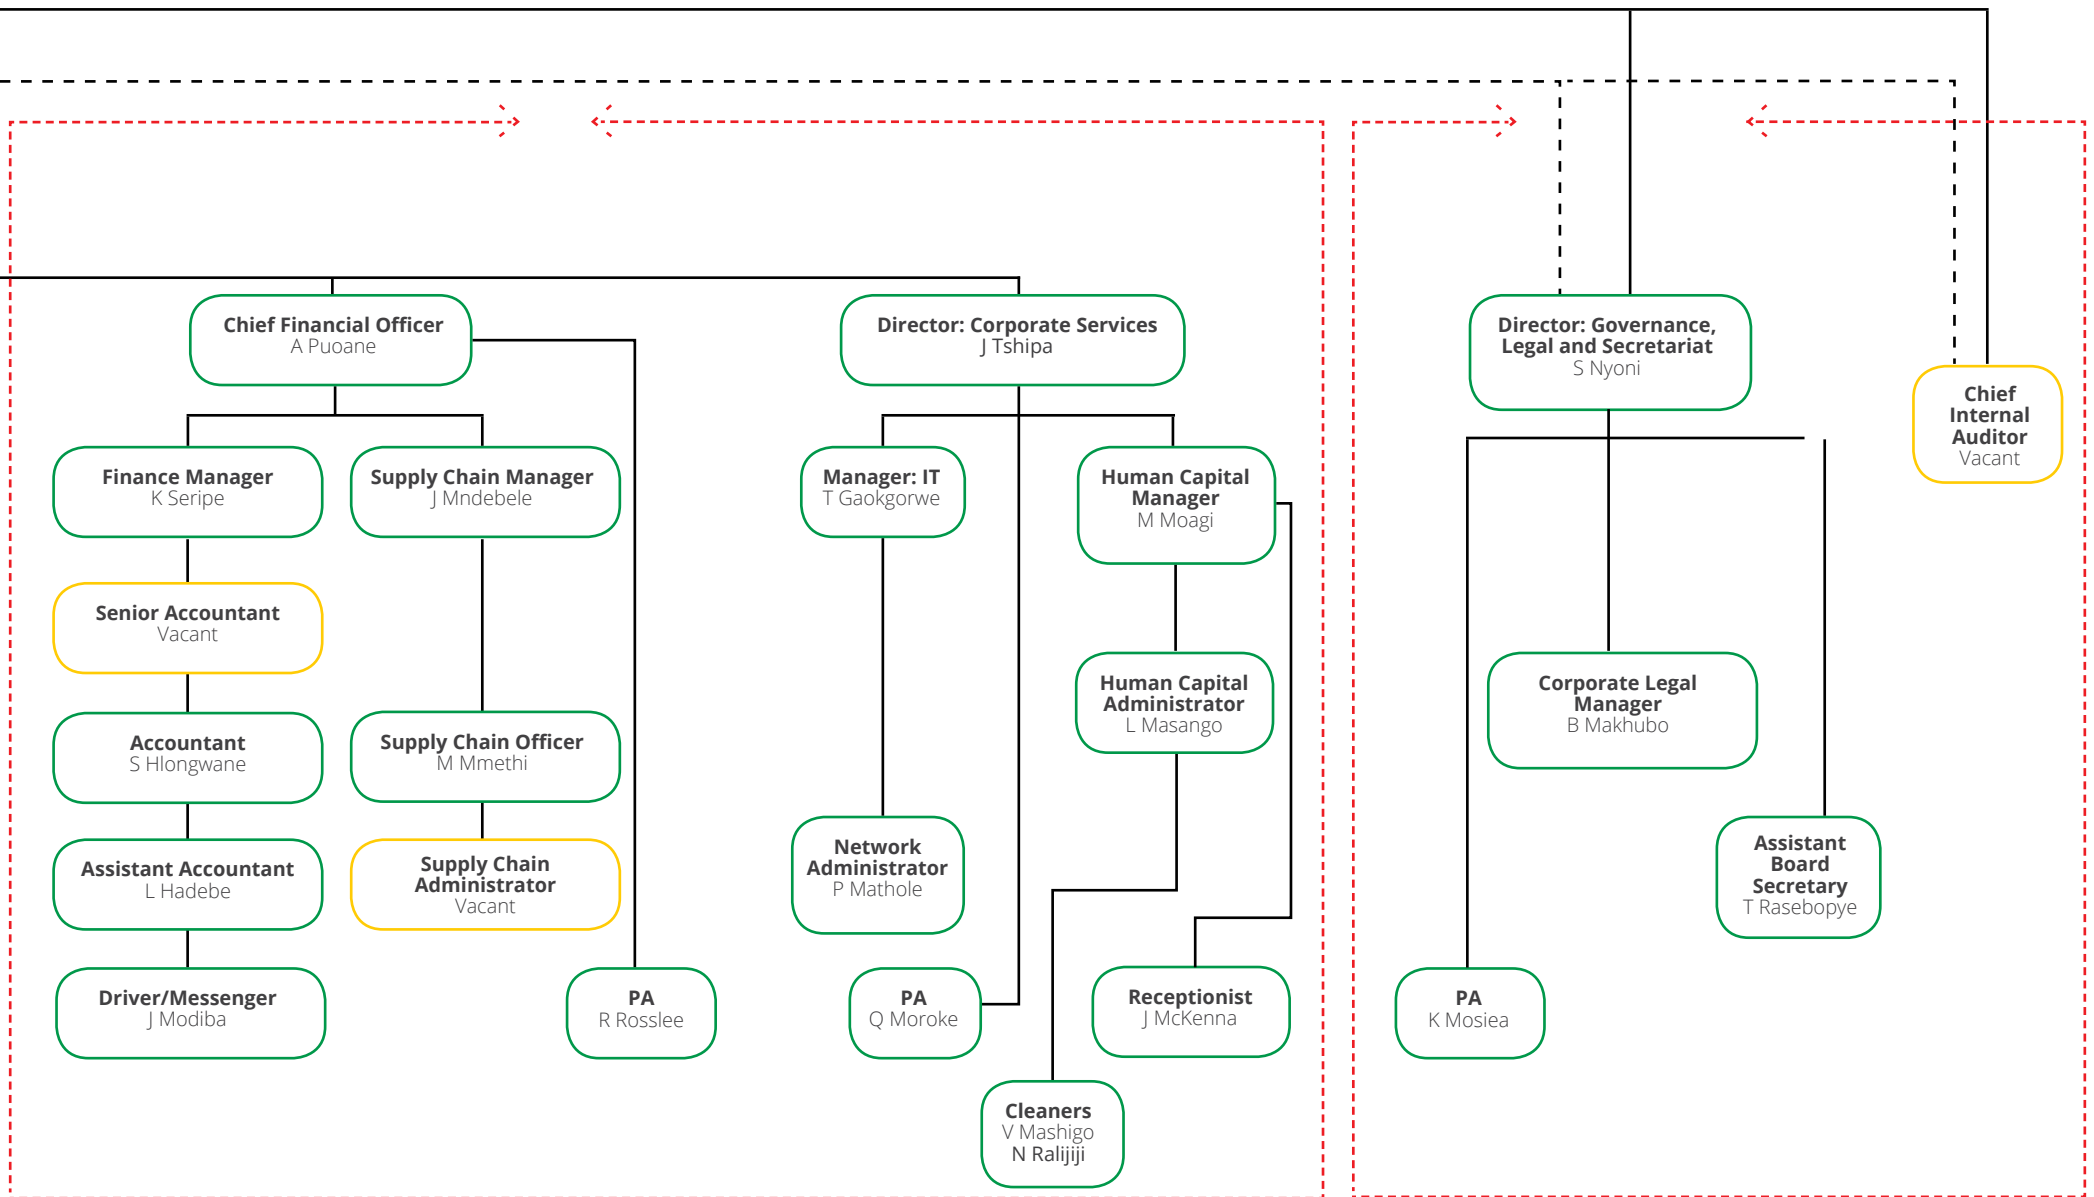 Chief Financial Officer
A Puoane
Director: Corporate Services
J Tshipa
Director: Governance,
Legal and Secretariat
S Nyoni
Chief
Internal
Auditor
Vacant
Finance Manager
K Seripe
Supply Chain Manager
J Mndebele
Manager: IT
T Gaokgorwe
Human Capital
Manager
M Moagi
Senior Accountant
Vacant
Human Capital
Administrator
L Masango
Corporate Legal
Manager
B Makhubo
Accountant
S Hlongwane
Supply Chain Officer
M Mmethi
Assistant Accountant
L Hadebe
Supply Chain
Administrator
Vacant
Network
Administrator
P Mathole
Assistant
Board
Secretary
T Rasebopye
Driver/Messenger
J Modiba
PA
R Rosslee
PA
Q Moroke
Receptionist
J McKenna
PA
K Mosiea
Cleaners
V Mashigo
N Ralijiji